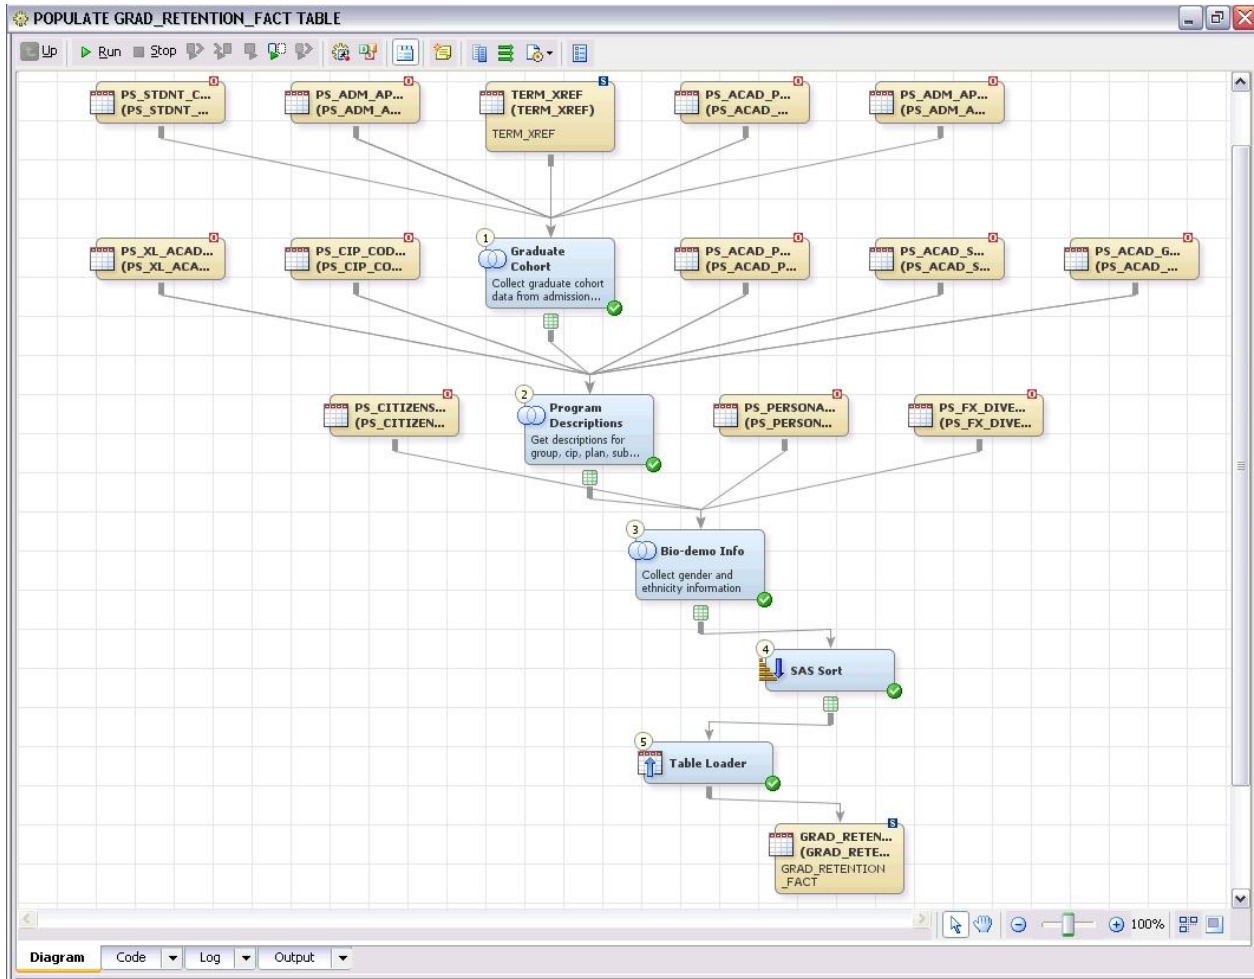 POPULATE GRAD_RETENTION_FACT TABLE
Up Run Stop
PS_STDNT_C...
(PS_STDNT_...
PS_ADM_AP...
(PS_ADM_A...
TERM_XREF
(TERM_XREF)
TERM_XREF
PS_ACAD_P...
(PS_ACAD_...
PS_ADM_AP...
(PS_ADM_A...
PS_XL_ACAD...
(PS_XL_ACA...
PS_CIP_COD...
(PS_CIP_CO...
1
Graduate
Cohort
Collect graduate cohort
data from admission...
PS_ACAD_P...
(PS_ACAD_P...
PS_ACAD_S...
(PS_ACAD_S...
PS_ACAD_G...
(PS_ACAD_...
PS_CITIZENS...
(PS_CITIZEN...
2
Program
Descriptions
Get descriptions for
group, cip, plan, sub...
PS_PERSONA...
(PS_PERSON...
PS_FX_DIVE...
(PS_FX_DIVE...
3
Bio-demo Info
Collect gender and
ethnicity information
4
SAS Sort
5
Table Loader
GRAD_RETEN...
(GRAD_RETE...
GRAD_RETENTION
_FACT
100%
Diagram Code Log Output